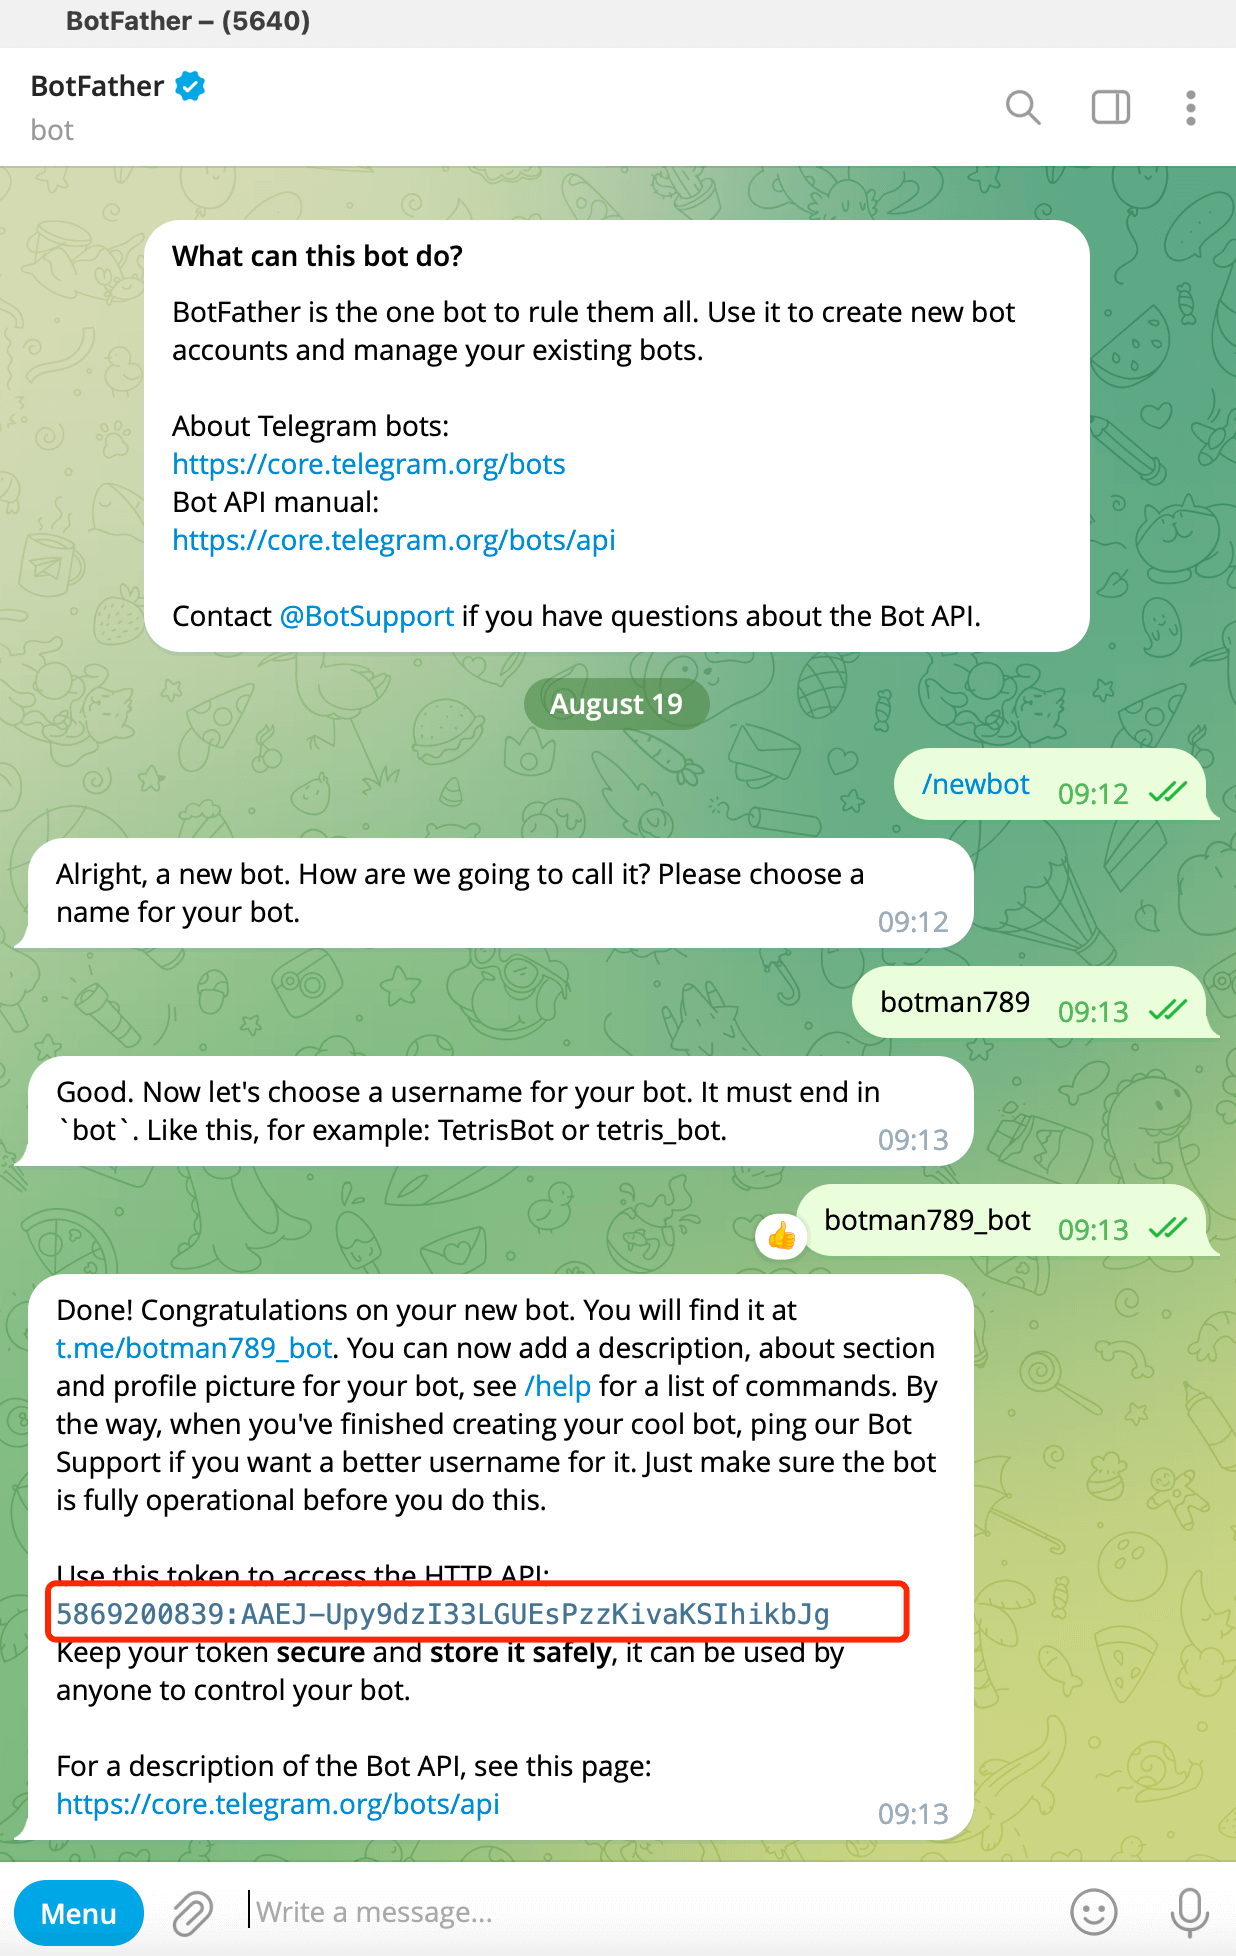 BotFather – (5640)
BotFather
bot
What can this bot do?
BotFather is the one bot to rule them all. Use it to create new bot
accounts and manage your existing bots.
About Telegram bots:
https://core.telegram.org/bots
Bot API manual:
https://core.telegram.org/bots/api
Contact @BotSupport if you have questions about the Bot API.
August 19
/newbot 09:12
Alright, a new bot. How are we going to call it? Please choose a
name for your bot. 09:12
botman789 09:13
Good. Now let's choose a username for your bot. It must end in
`bot`. Like this, for example: TetrisBot or tetris_bot. 09:13
botman789_bot 09:13
Done! Congratulations on your new bot. You will find it at
t.me/botman789_bot. You can now add a description, about section
and profile picture for your bot, see /help for a list of commands. By
the way, when you've finished creating your cool bot, ping our Bot
Support if you want a better username for it. Just make sure the bot
is fully operational before you do this.
Use this token to access the HTTP API:
5869200839:AAEJ-Upy9dzI33LGUEsPzzKivaKSIhikbJg
Keep your token secure and store it safely, it can be used by
anyone to control your bot.
For a description of the Bot API, see this page:
https://core.telegram.org/bots/api 09:13
Menu
Write a message...